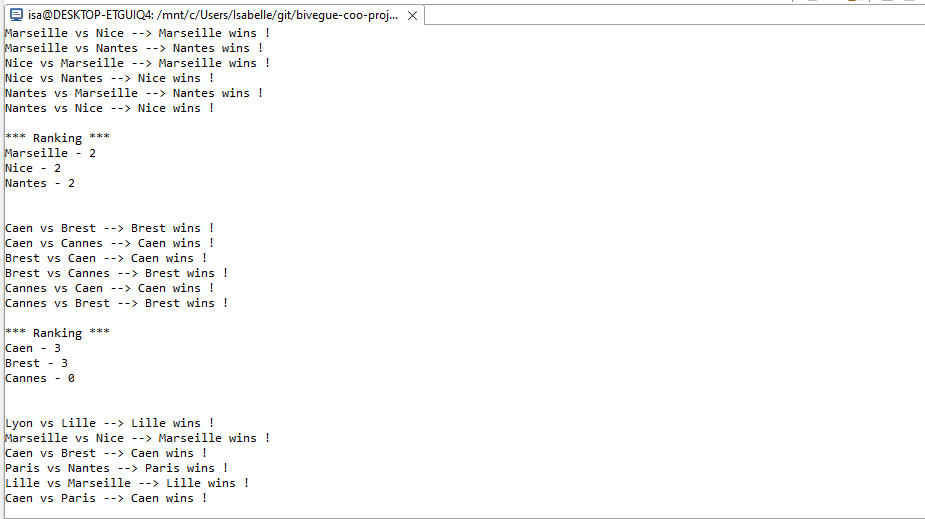 isa@DESKTOP-ETGUIQ4: /mnt/c/Users/Isabelle/git/bivegue-coo-proj...
Marseille vs Nice --> Marseille wins !
Marseille vs Nantes --> Nantes wins !
Nice vs Marseille --> Marseille wins !
Nice vs Nantes --> Nice wins !
Nantes vs Marseille --> Nantes wins !
Nantes vs Nice --> Nice wins !
*** Ranking ***
Marseille - 2
Nice - 2
Nantes - 2
Caen vs Brest --> Brest wins !
Caen vs Cannes --> Caen wins !
Brest vs Caen --> Caen wins !
Brest vs Cannes --> Brest wins !
Cannes vs Caen --> Caen wins !
Cannes vs Brest --> Brest wins !
*** Ranking ***
Caen - 3
Brest - 3
Cannes - 0
Lyon vs Lille --> Lille wins !
Marseille vs Nice --> Marseille wins !
Caen vs Brest --> Caen wins !
Paris vs Nantes --> Paris wins !
Lille vs Marseille --> Lille wins !
Caen vs Paris --> Caen wins !